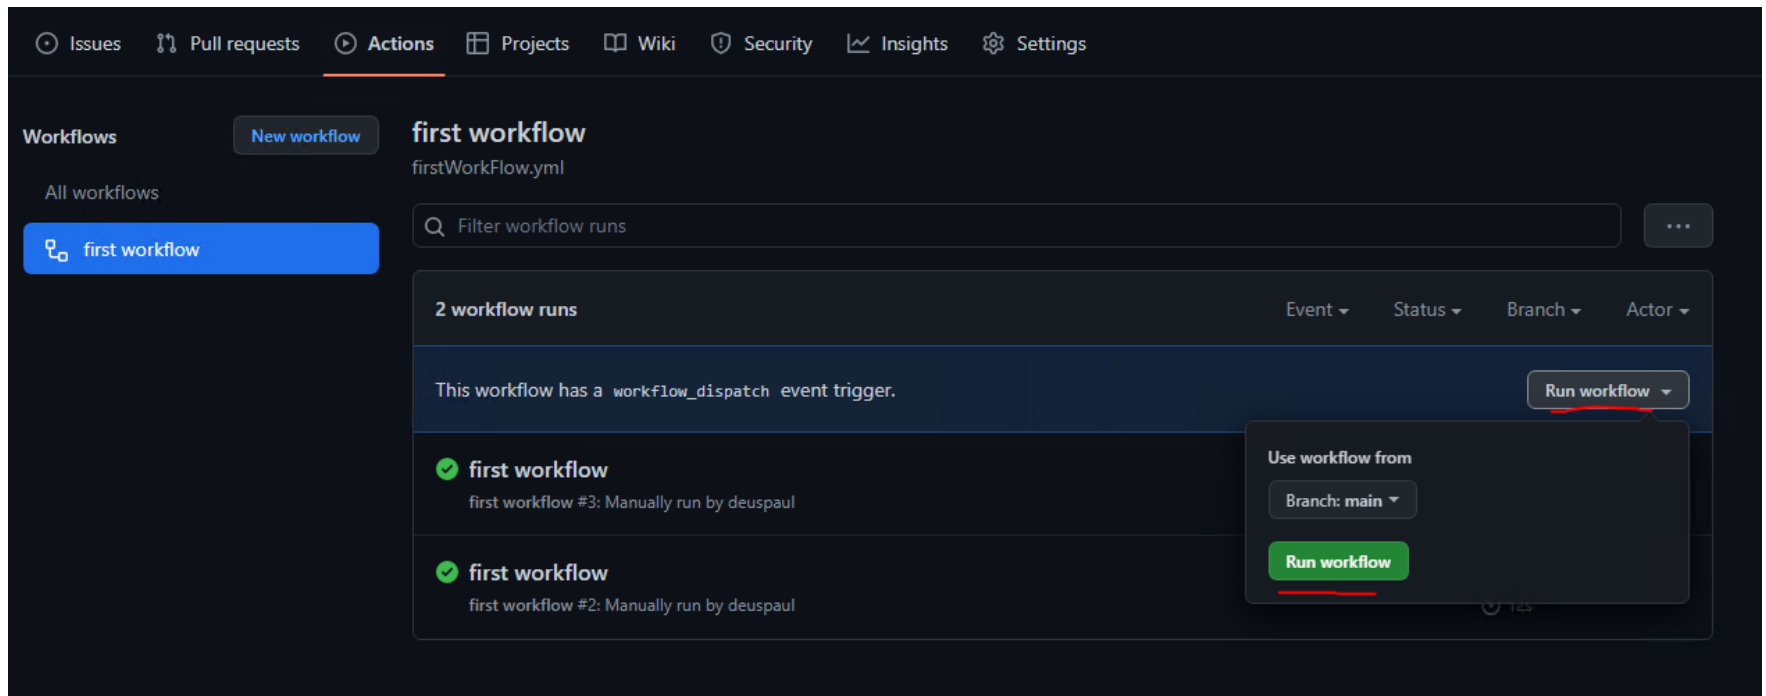 Issues Pull requests Actions Projects Wiki Security Insights Settings
Workflows
New workflow
All workflows
first workflow
first workflow
firstWorkFlow.yml
Filter workflow runs
2 workflow runs
Event Status Branch Actor
This workflow has a workflow_dispatch event trigger.
Run workflow
Use workflow from
Branch: main
Run workflow
first workflow
first workflow #3: Manually run by deuspaul
first workflow
first workflow #2: Manually run by deuspaul
12s